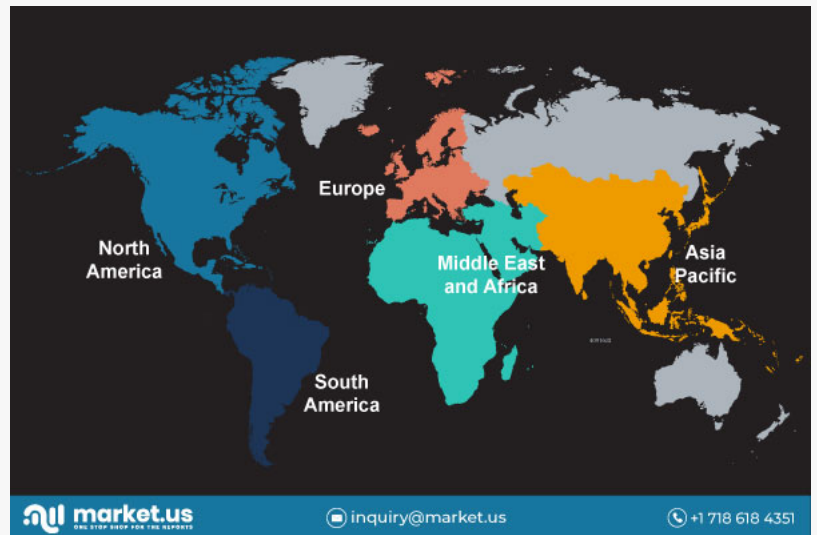 Europe
North
America
Middle East
and Africa
Asia
Pacific
South
America
market.us
ONE STOP SHOP FOR THE REPORTS
inquiry@market.us
+1 718 618 4351